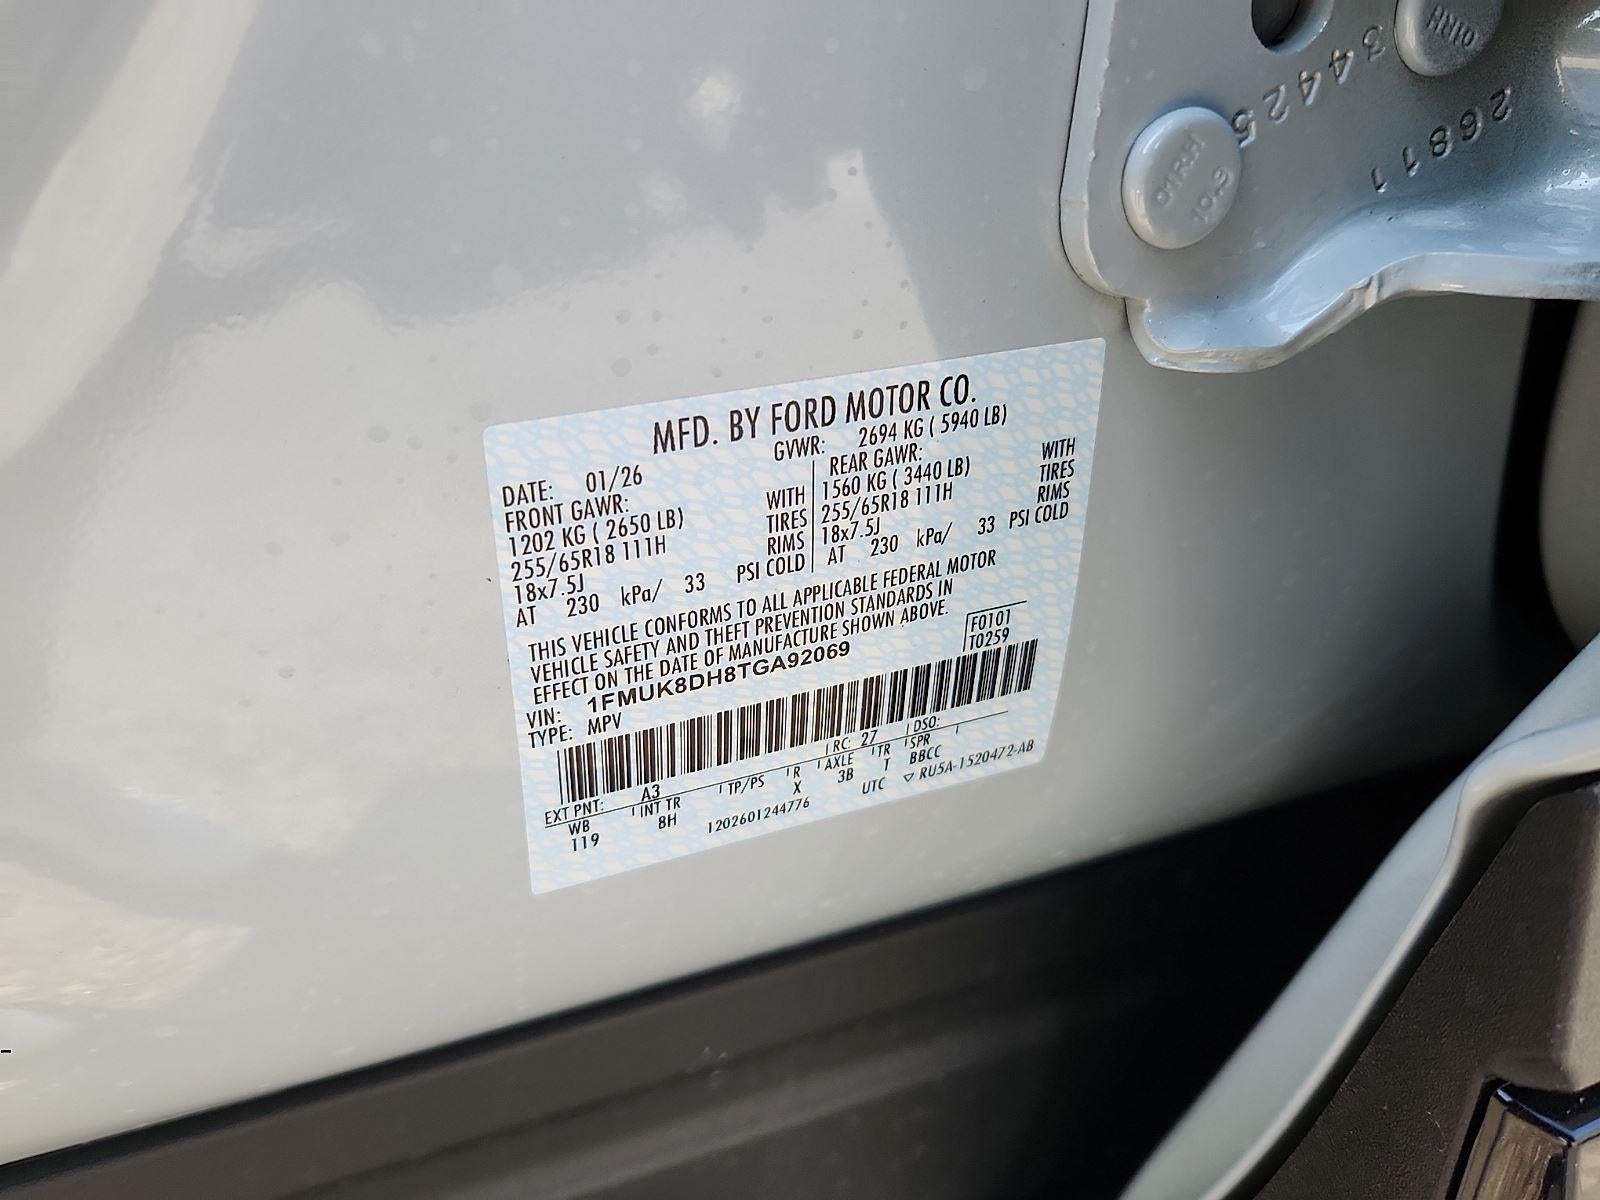 34425
26811
MFD. BY FORD MOTOR CO.
DATE: 01/26 GVWR: 2694 KG ( 5940 LB)
FRONT GAWR: REAR GAWR:
1202 KG ( 2650 LB) WITH 1560 KG ( 3440 LB) WITH
255/65R18 111H TIRES 255/65R18 111H TIRES
18x7.5J RIMS 18x7.5J RIMS
AT 230 kPa/ 33 PSI COLD AT 230 kPa/ 33 PSI COLD
THIS VEHICLE CONFORMS TO ALL APPLICABLE FEDERAL MOTOR
VEHICLE SAFETY AND THEFT PREVENTION STANDARDS IN
EFFECT ON THE DATE OF MANUFACTURE SHOWN ABOVE.
F0101
T0259
VIN: 1FMUK8DH8TGA92069
TYPE: MPV
EXT PNT: A3 RC: 27 DSO:
WB INT TR TP/PS R AXLE TR SPR
119 8H X 3B T BBCC
1202601244776 UTC ▽ RU5A-1520472-AB